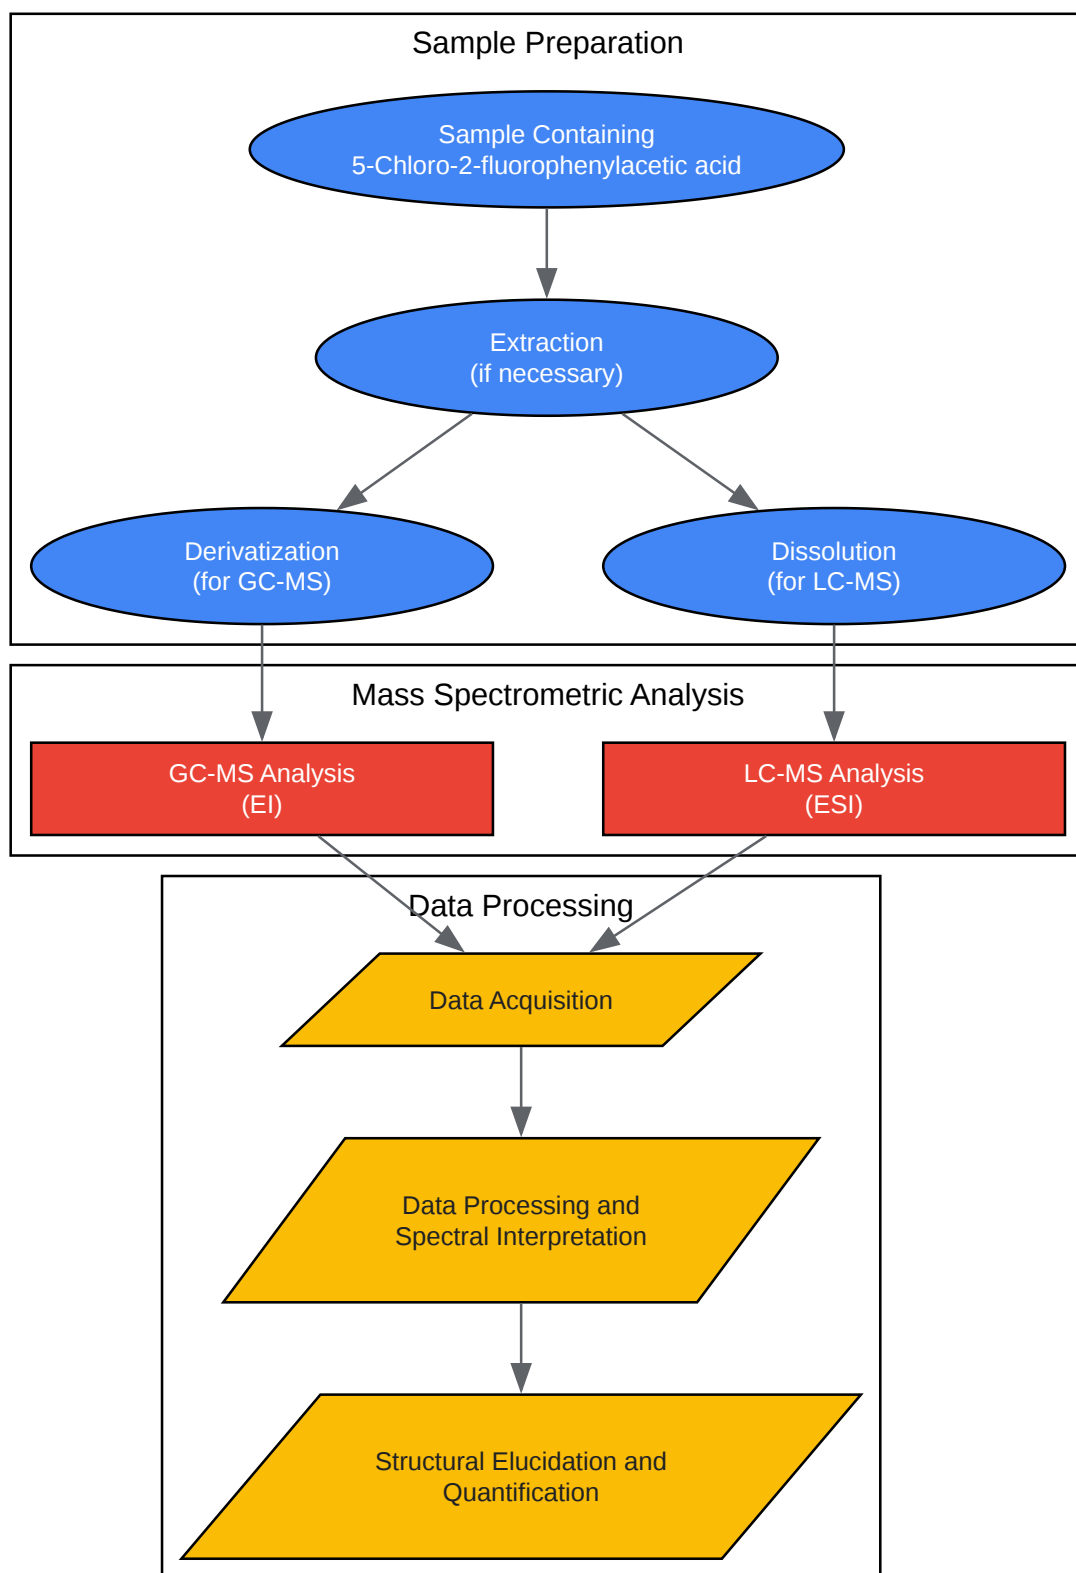 Sample Preparation
Sample Containing
5-Chloro-2-fluorophenylacetic acid
Extraction
(if necessary)
Derivatization
(for GC-MS)
Dissolution
(for LC-MS)
Mass Spectrometric Analysis
GC-MS Analysis
(EI)
LC-MS Analysis
(ESI)
Data Processing
Data Acquisition
Data Processing and
Spectral Interpretation
Structural Elucidation and
Quantification